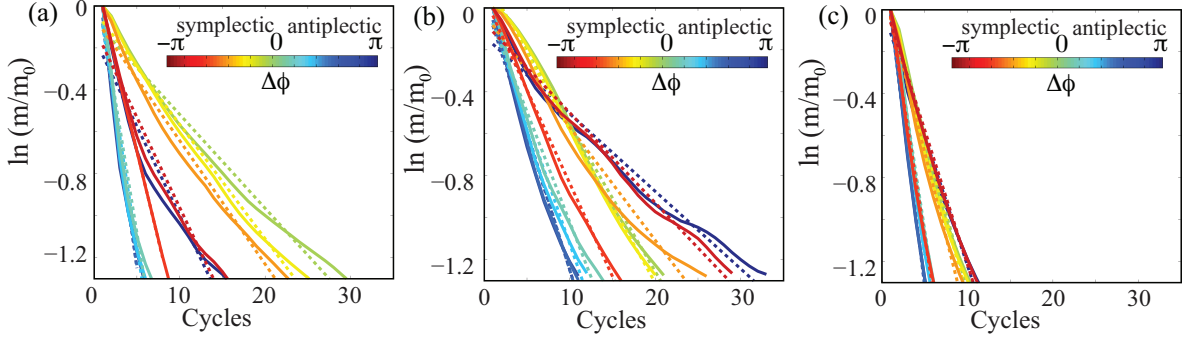 (a)
symplectic antiplectic
−π 0 π
Δϕ
0
−0.4
−0.8
−1.2
ln (m/m0)
0 10 20 30
Cycles
(b)
symplectic antiplectic
−π 0 π
Δϕ
0
−0.4
−0.8
−1.2
ln (m/m0)
0 10 20 30
Cycles
(c)
symplectic antiplectic
−π 0 π
Δϕ
0
−0.4
−0.8
−1.2
ln (m/m0)
0 10 20 30
Cycles